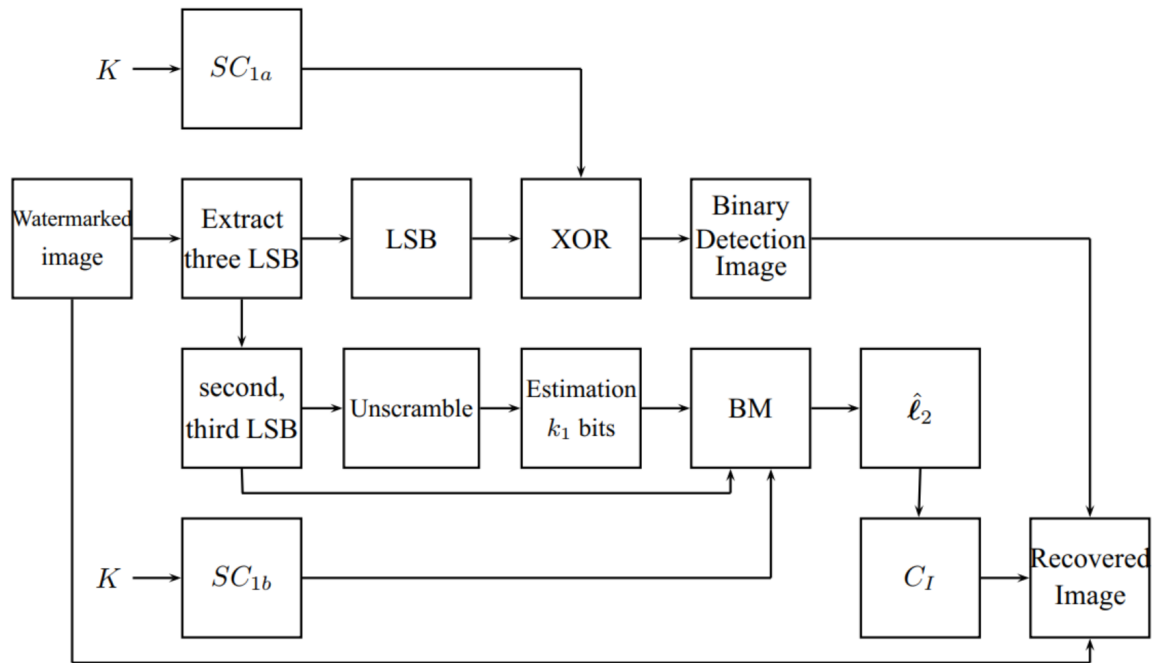 K
SC₁ₐ
Watermarked
image
Extract
three LSB
LSB
XOR
Binary
Detection
Image
second,
third LSB
Unscramble
Estimation
k₁ bits
BM
ℓ̂₂
K
SC₁b
C_I
Recovered
Image